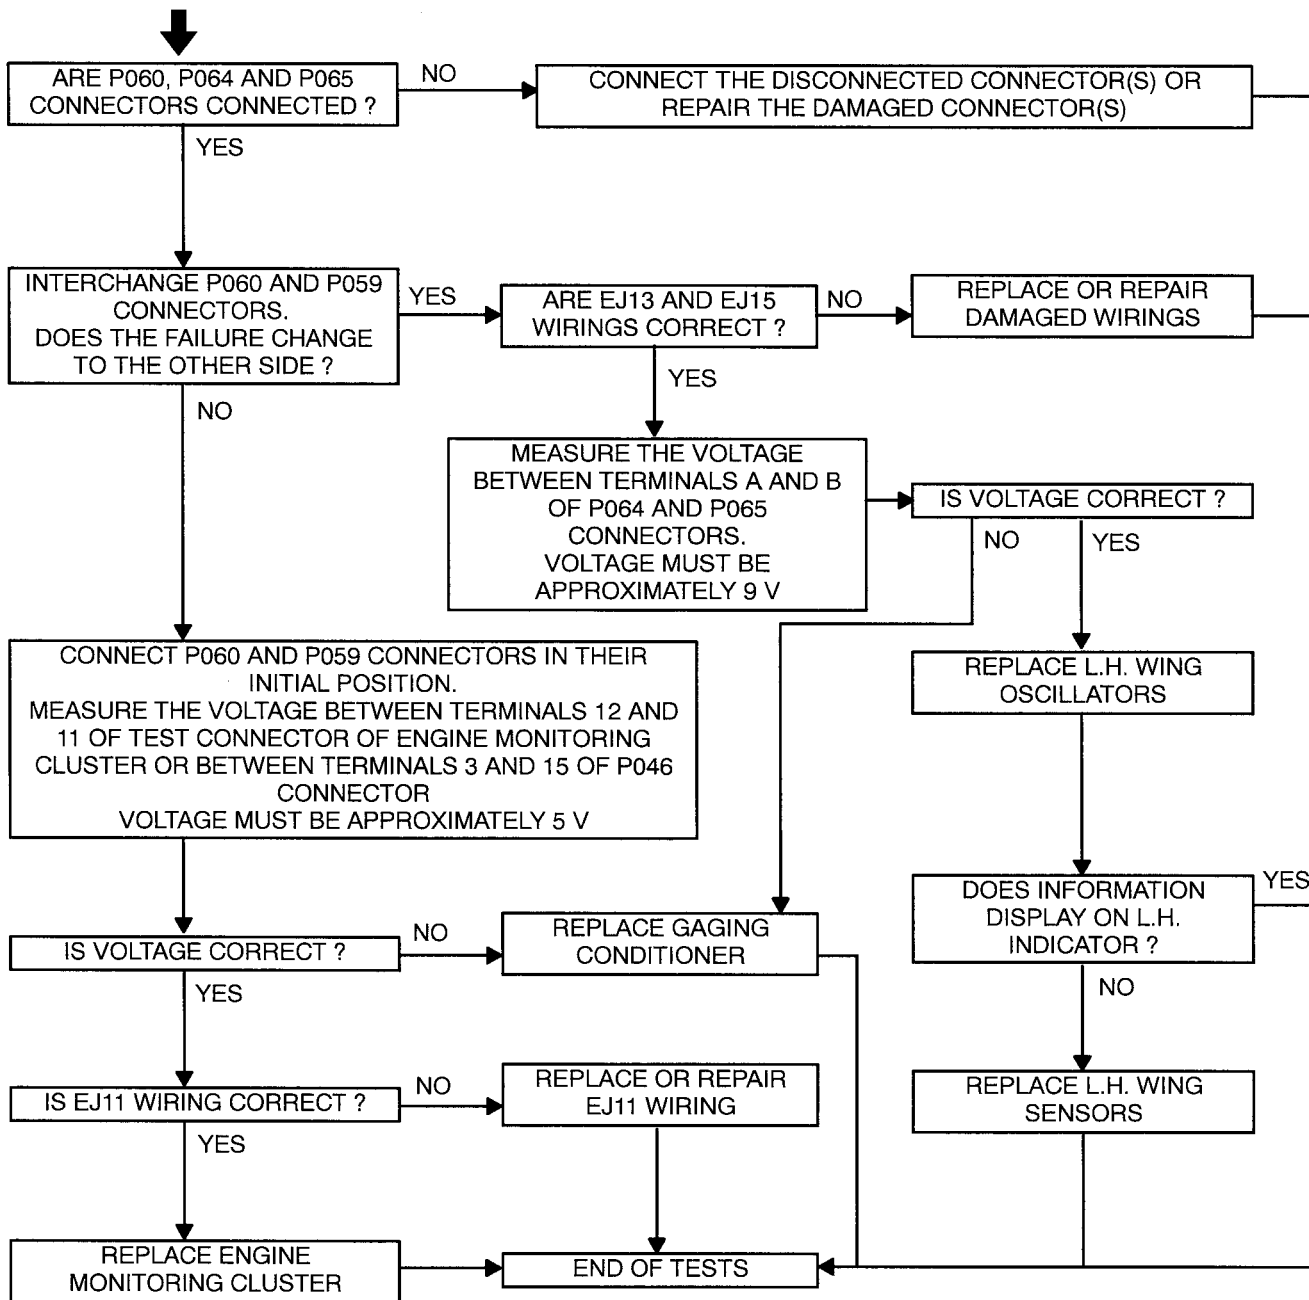 ARE P060, P064 AND P065
CONNECTORS CONNECTED ?
NO
CONNECT THE DISCONNECTED CONNECTOR(S) OR
REPAIR THE DAMAGED CONNECTOR(S)
YES
INTERCHANGE P060 AND P059
CONNECTORS.
DOES THE FAILURE CHANGE
TO THE OTHER SIDE ?
YES
ARE EJ13 AND EJ15
WIRINGS CORRECT ?
NO
REPLACE OR REPAIR
DAMAGED WIRINGS
NO
YES
MEASURE THE VOLTAGE
BETWEEN TERMINALS A AND B
OF P064 AND P065
CONNECTORS.
VOLTAGE MUST BE
APPROXIMATELY 9 V
IS VOLTAGE CORRECT ?
NO
YES
CONNECT P060 AND P059 CONNECTORS IN THEIR
INITIAL POSITION.
MEASURE THE VOLTAGE BETWEEN TERMINALS 12 AND
11 OF TEST CONNECTOR OF ENGINE MONITORING
CLUSTER OR BETWEEN TERMINALS 3 AND 15 OF P046
CONNECTOR
VOLTAGE MUST BE APPROXIMATELY 5 V
REPLACE L.H. WING
OSCILLATORS
DOES INFORMATION
DISPLAY ON L.H.
INDICATOR ?
YES
IS VOLTAGE CORRECT ?
NO
REPLACE GAGING
CONDITIONER
YES
NO
IS EJ11 WIRING CORRECT ?
NO
REPLACE OR REPAIR
EJ11 WIRING
REPLACE L.H. WING
SENSORS
YES
REPLACE ENGINE
MONITORING CLUSTER
END OF TESTS